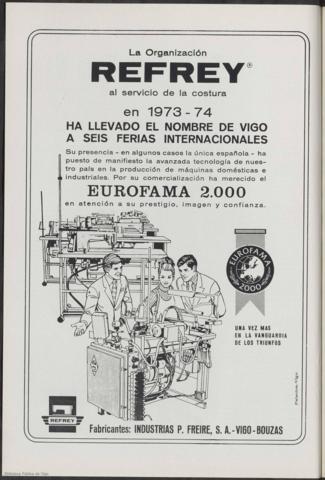 La Organización
REFREY®
al servicio de la costura
en 1973-74
HA LLEVADO EL NOMBRE DE VIGO
A SEIS FERIAS INTERNACIONALES
Su presencia - en algunos casos la única española - ha
puesto de manifiesto la avanzada tecnología de nues-
tro país en la producción de máquinas domésticas e
industriales. Por su comercialización ha merecido el
EUROFAMA 2.000
en atención a su prestigio, imagen y confianza.
EUROFAMA
2000
UNA VEZ MAS
EN LA VANGUARDIA
DE LOS TRIUNFOS
REFREY
Fabricantes: INDUSTRIAS P. FREIRE, S. A.-VIGO-BOUZAS
Biblioteca Pública de Vigo